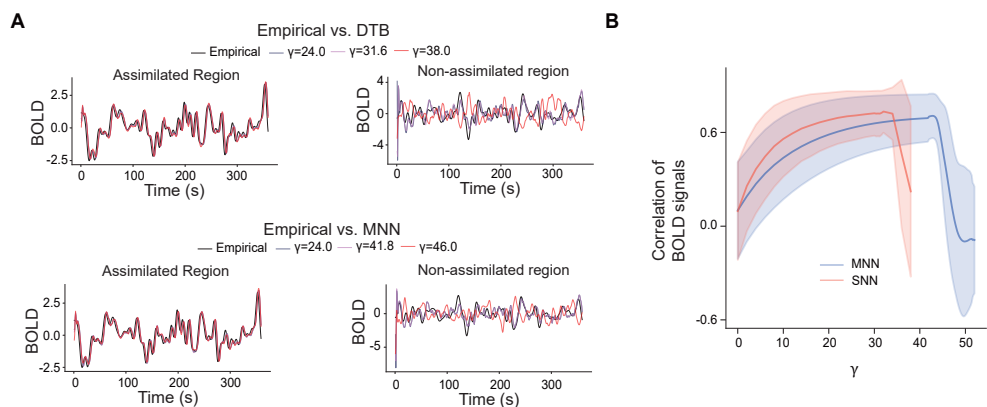 A
Empirical vs. DTB
Empirical γ=24.0 γ=31.6 γ=38.0
Assimilated Region
BOLD
2.5
0.0
-2.5
0 100 200 300
Time (s)
Non-assimilated region
BOLD
4
0
-4
0 100 200 300
Time (s)
Empirical vs. MNN
Empirical γ=24.0 γ=41.8 γ=46.0
Assimilated Region
BOLD
2.5
0.0
-2.5
0 100 200 300
Time (s)
Non-assimilated region
BOLD
0
-5
0 100 200 300
Time (s)
B
Correlation of
BOLD signals
0.6
0.0
-0.6
MNN
SNN
0 10 20 30 40 50
γ